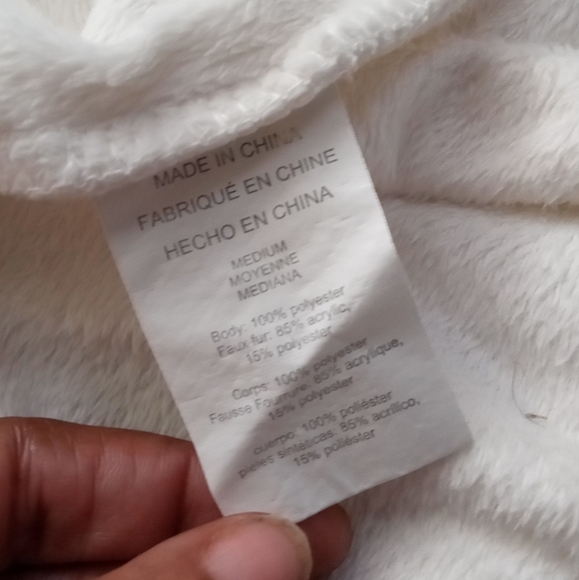 MADE IN CHINA
FABRIQUÉ EN CHINE
HECHO EN CHINA
MEDIUM
MOYENNE
MEDIANA
Body: 100% polyester
Faux fur: 85% acrylic,
15% polyester
Corps: 100% polyester
Fausse Fourrure: 85% acrylique,
15% polyester
cuerpo: 100% poliéster
pieles sintéticas: 85% acrílico,
15% poliéster